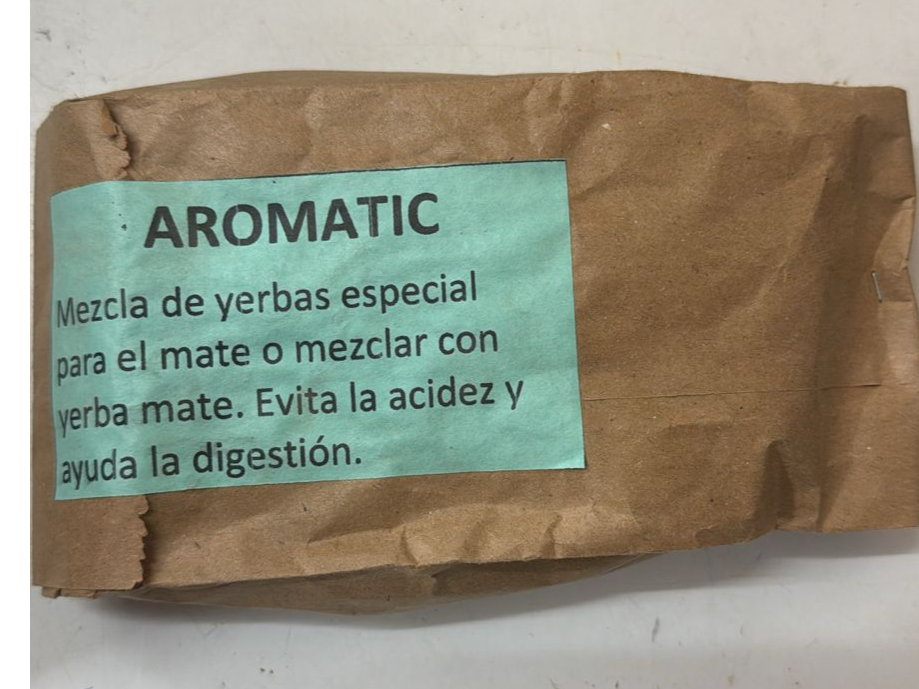 AROMATIC
Mezcla de yerbas especial
para el mate o mezclar con
yerba mate. Evita la acidez y
ayuda la digestión.